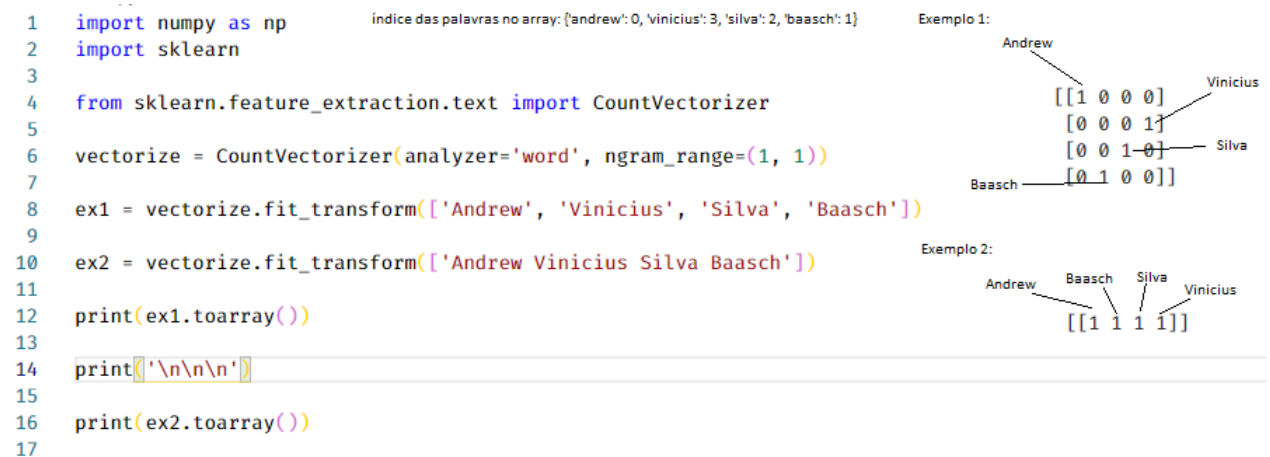 1 import numpy as np
2 import sklearn
3
4 from sklearn.feature_extraction.text import CountVectorizer
5
6 vectorize = CountVectorizer(analyzer='word', ngram_range=(1, 1))
7
8 ex1 = vectorize.fit_transform(['Andrew', 'Vinicius', 'Silva', 'Baasch'])
9
10 ex2 = vectorize.fit_transform(['Andrew Vinicius Silva Baasch'])
11
12 print(ex1.toarray())
13
14 print('\n\n\n')
15
16 print(ex2.toarray())
17
índice das palavras no array: {'andrew': 0, 'vinicius': 3, 'silva': 2, 'baasch': 1}
Exemplo 1:
Andrew
Vinicius
[[1 0 0 0]
[0 0 0 1]
[0 0 1 0]
Silva
Baasch
[0 1 0 0]]
Exemplo 2:
Andrew Baasch Silva Vinicius
[[1 1 1 1]]